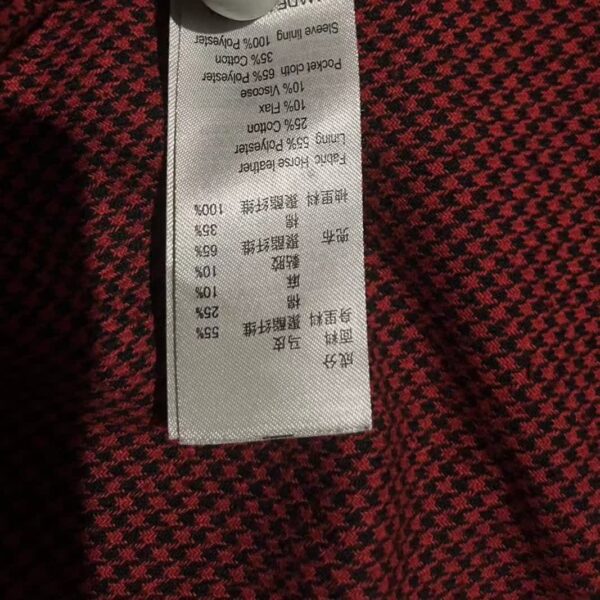 成分
面料 马皮
身里料 聚酯纤维 55%
棉 25%
麻 10%
黏胶 10%
兜布 聚酯纤维 65%
棉 35%
袖里料 聚酯纤维 100%
Fabric Horse leather
Lining 55% Polyester
25% Cotton
10% Flax
10% Viscose
Pocket cloth 65% Polyester
35% Cotton
Sleeve lining 100% Polyester
MADE